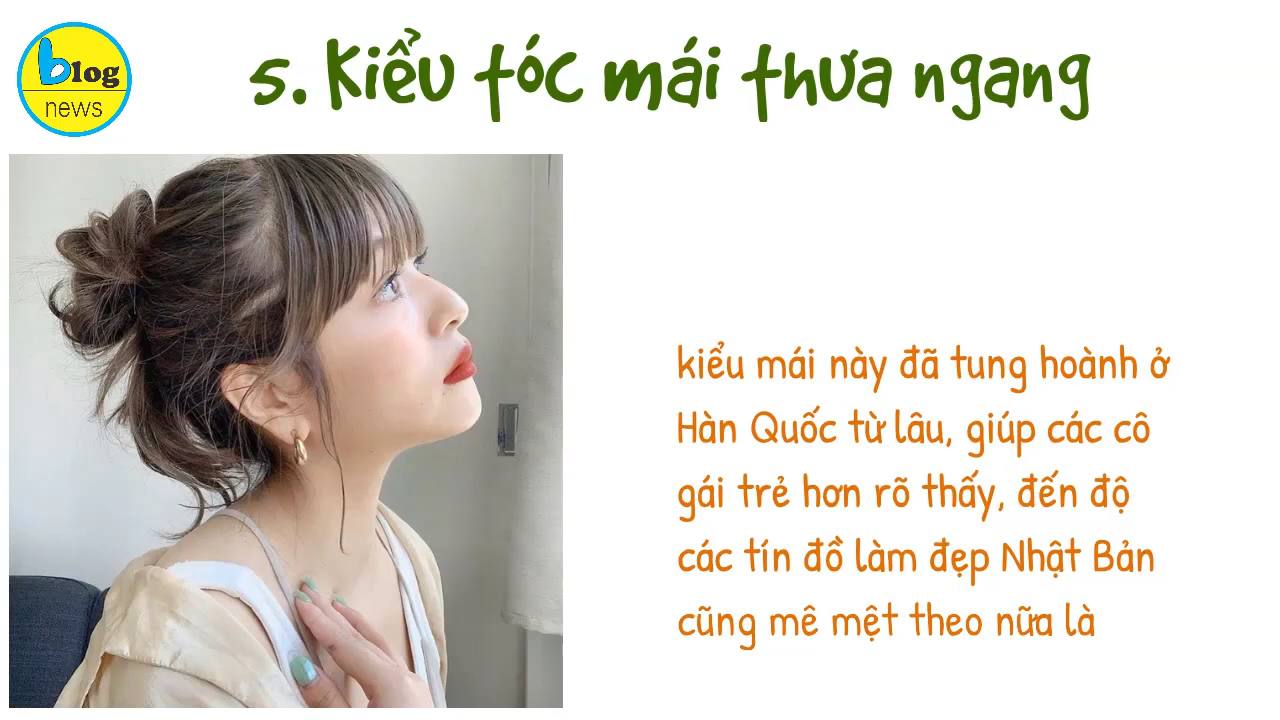 blog
news
5. Kiểu tóc mái thưa ngang
kiểu mái này đã tung hoành ở
Hàn Quốc từ lâu, giúp các cô
gái trẻ hơn rõ thấy, đến độ
các tín đồ làm đẹp Nhật Bản
cũng mê mệt theo nữa là